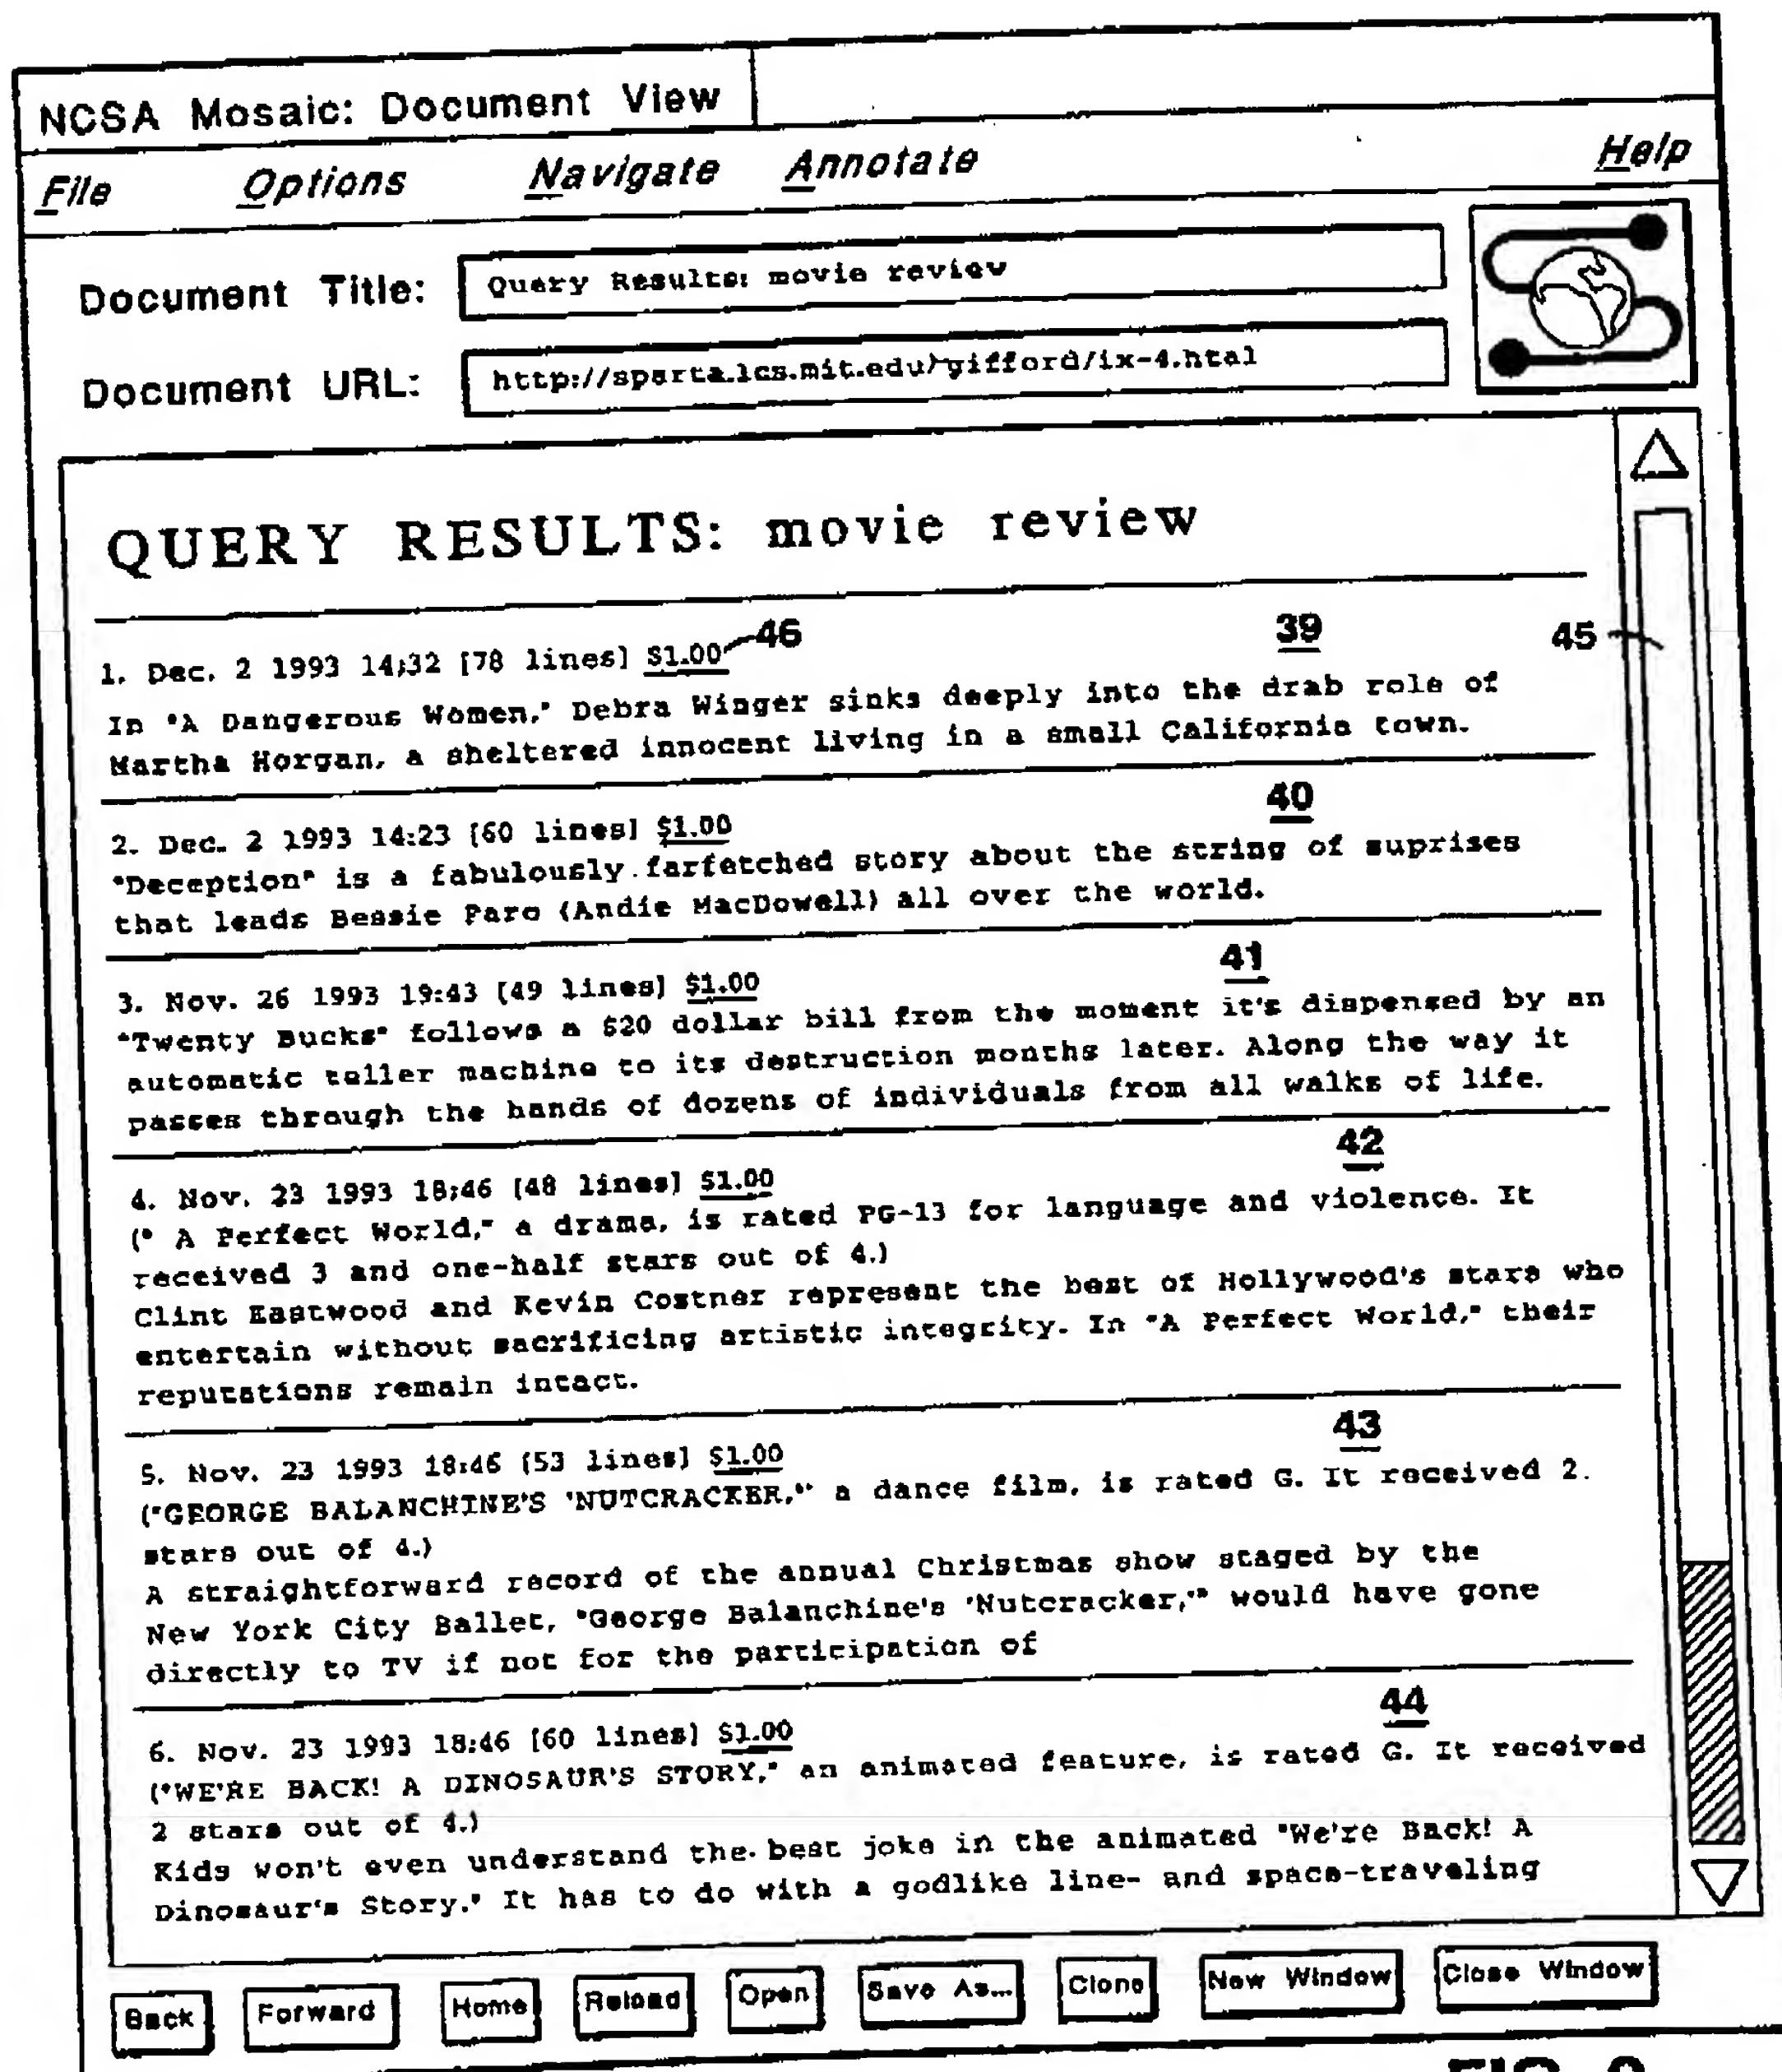 NCSA Mosaic: Document View
File Options Navigate Annotate Help
Document Title: Query Results: movie review
Document URL: http://sparta.lcs.mit.edu/gifford/ix-4.html
QUERY RESULTS: movie review
39
45
1. Dec. 2 1993 14:32 [78 lines] $1.00 46
In "A Dangerous Women," Debra Winger sinks deeply into the drab role of
Martha Horgan, a sheltered innocent living in a small California town.
40
2. Dec. 2 1993 14:23 [60 lines] $1.00
"Deception" is a fabulously farfetched story about the string of suprises
that leads Bessie Faro (Andie MacDowell) all over the world.
41
3. Nov. 26 1993 19:43 [49 lines] $1.00
"Twenty Bucks" follows a $20 dollar bill from the moment it's dispensed by an
automatic teller machine to its destruction months later. Along the way it
passes through the hands of dozens of individuals from all walks of life.
42
4. Nov. 23 1993 18:46 [48 lines] $1.00
(" A Perfect World," a drama, is rated PG-13 for language and violence. It
received 3 and one-half stars out of 4.)
Clint Eastwood and Kevin Costner represent the best of Hollywood's stars who
entertain without sacrificing artistic integrity. In "A Perfect World," their
reputations remain intact.
43
5. Nov. 23 1993 18:46 [53 lines] $1.00
("GEORGE BALANCHINE'S 'NUTCRACKER,'" a dance film, is rated G. It received 2.
stars out of 4.)
A straightforward record of the annual Christmas show staged by the
New York City Ballet, "George Balanchine's 'Nutcracker,'" would have gone
directly to TV if not for the participation of
44
6. Nov. 23 1993 18:46 [60 lines] $1.00
("WE'RE BACK! A DINOSAUR'S STORY," an animated feature, is rated G. It received
2 stars out of 4.)
Kids won't even understand the best joke in the animated "We're Back! A
Dinosaur's Story." It has to do with a godlike line- and space-traveling
Back Forward Home Reload Open Save As... Clone New Window Close Window